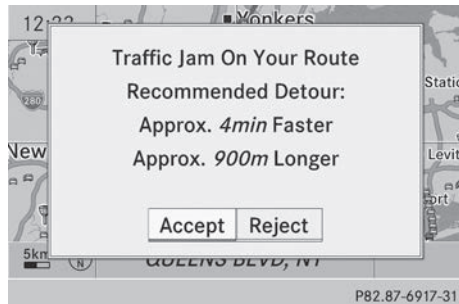 Yonkers
Traffic Jam On Your Route
Recommended Detour:
Approx. 4min Faster
Approx. 900m Longer
Accept Reject
280
New
Levit
5km N
QUEENS BLVD, NY
P82.87-6917-31